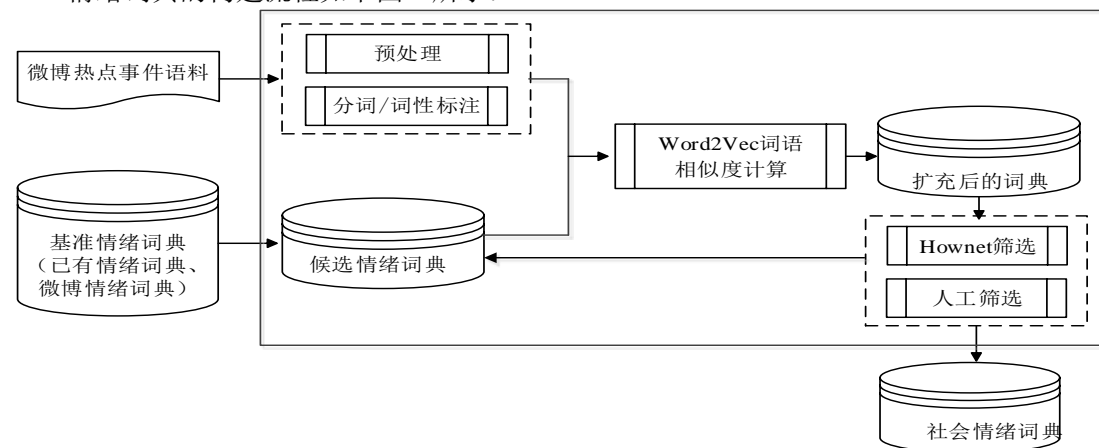 微博热点事件语料
预处理
分词/词性标注
Word2Vec词语
相似度计算
扩充后的词典
基准情绪词典
（已有情绪词典、
微博情绪词典）
候选情绪词典
Hownet筛选
人工筛选
社会情绪词典